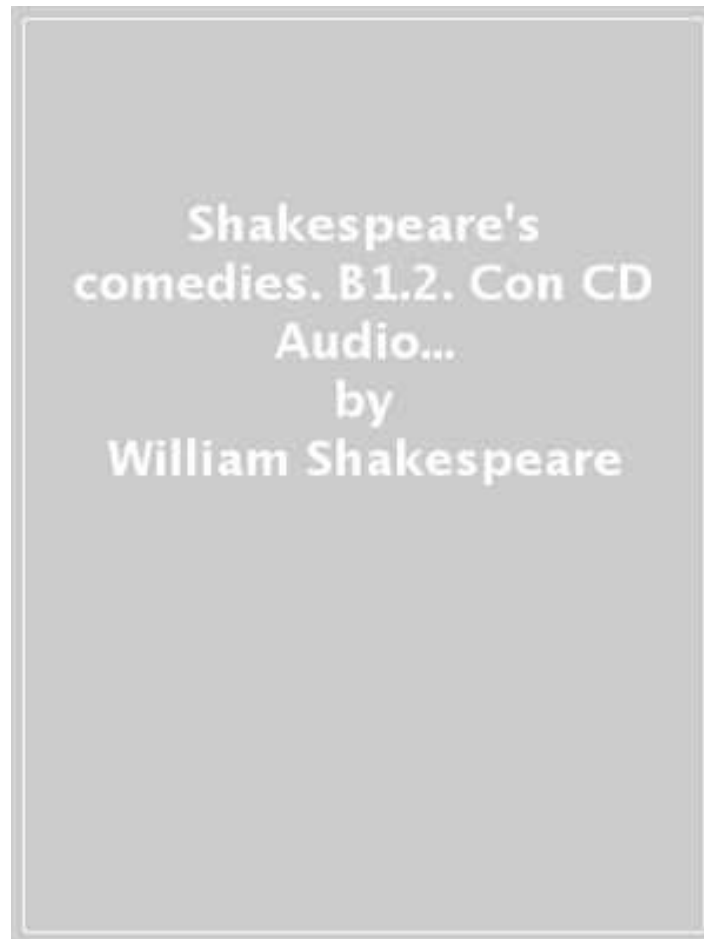 Shakespeare's
comedies. B1.2. Con CD
Audio...
by
William Shakespeare